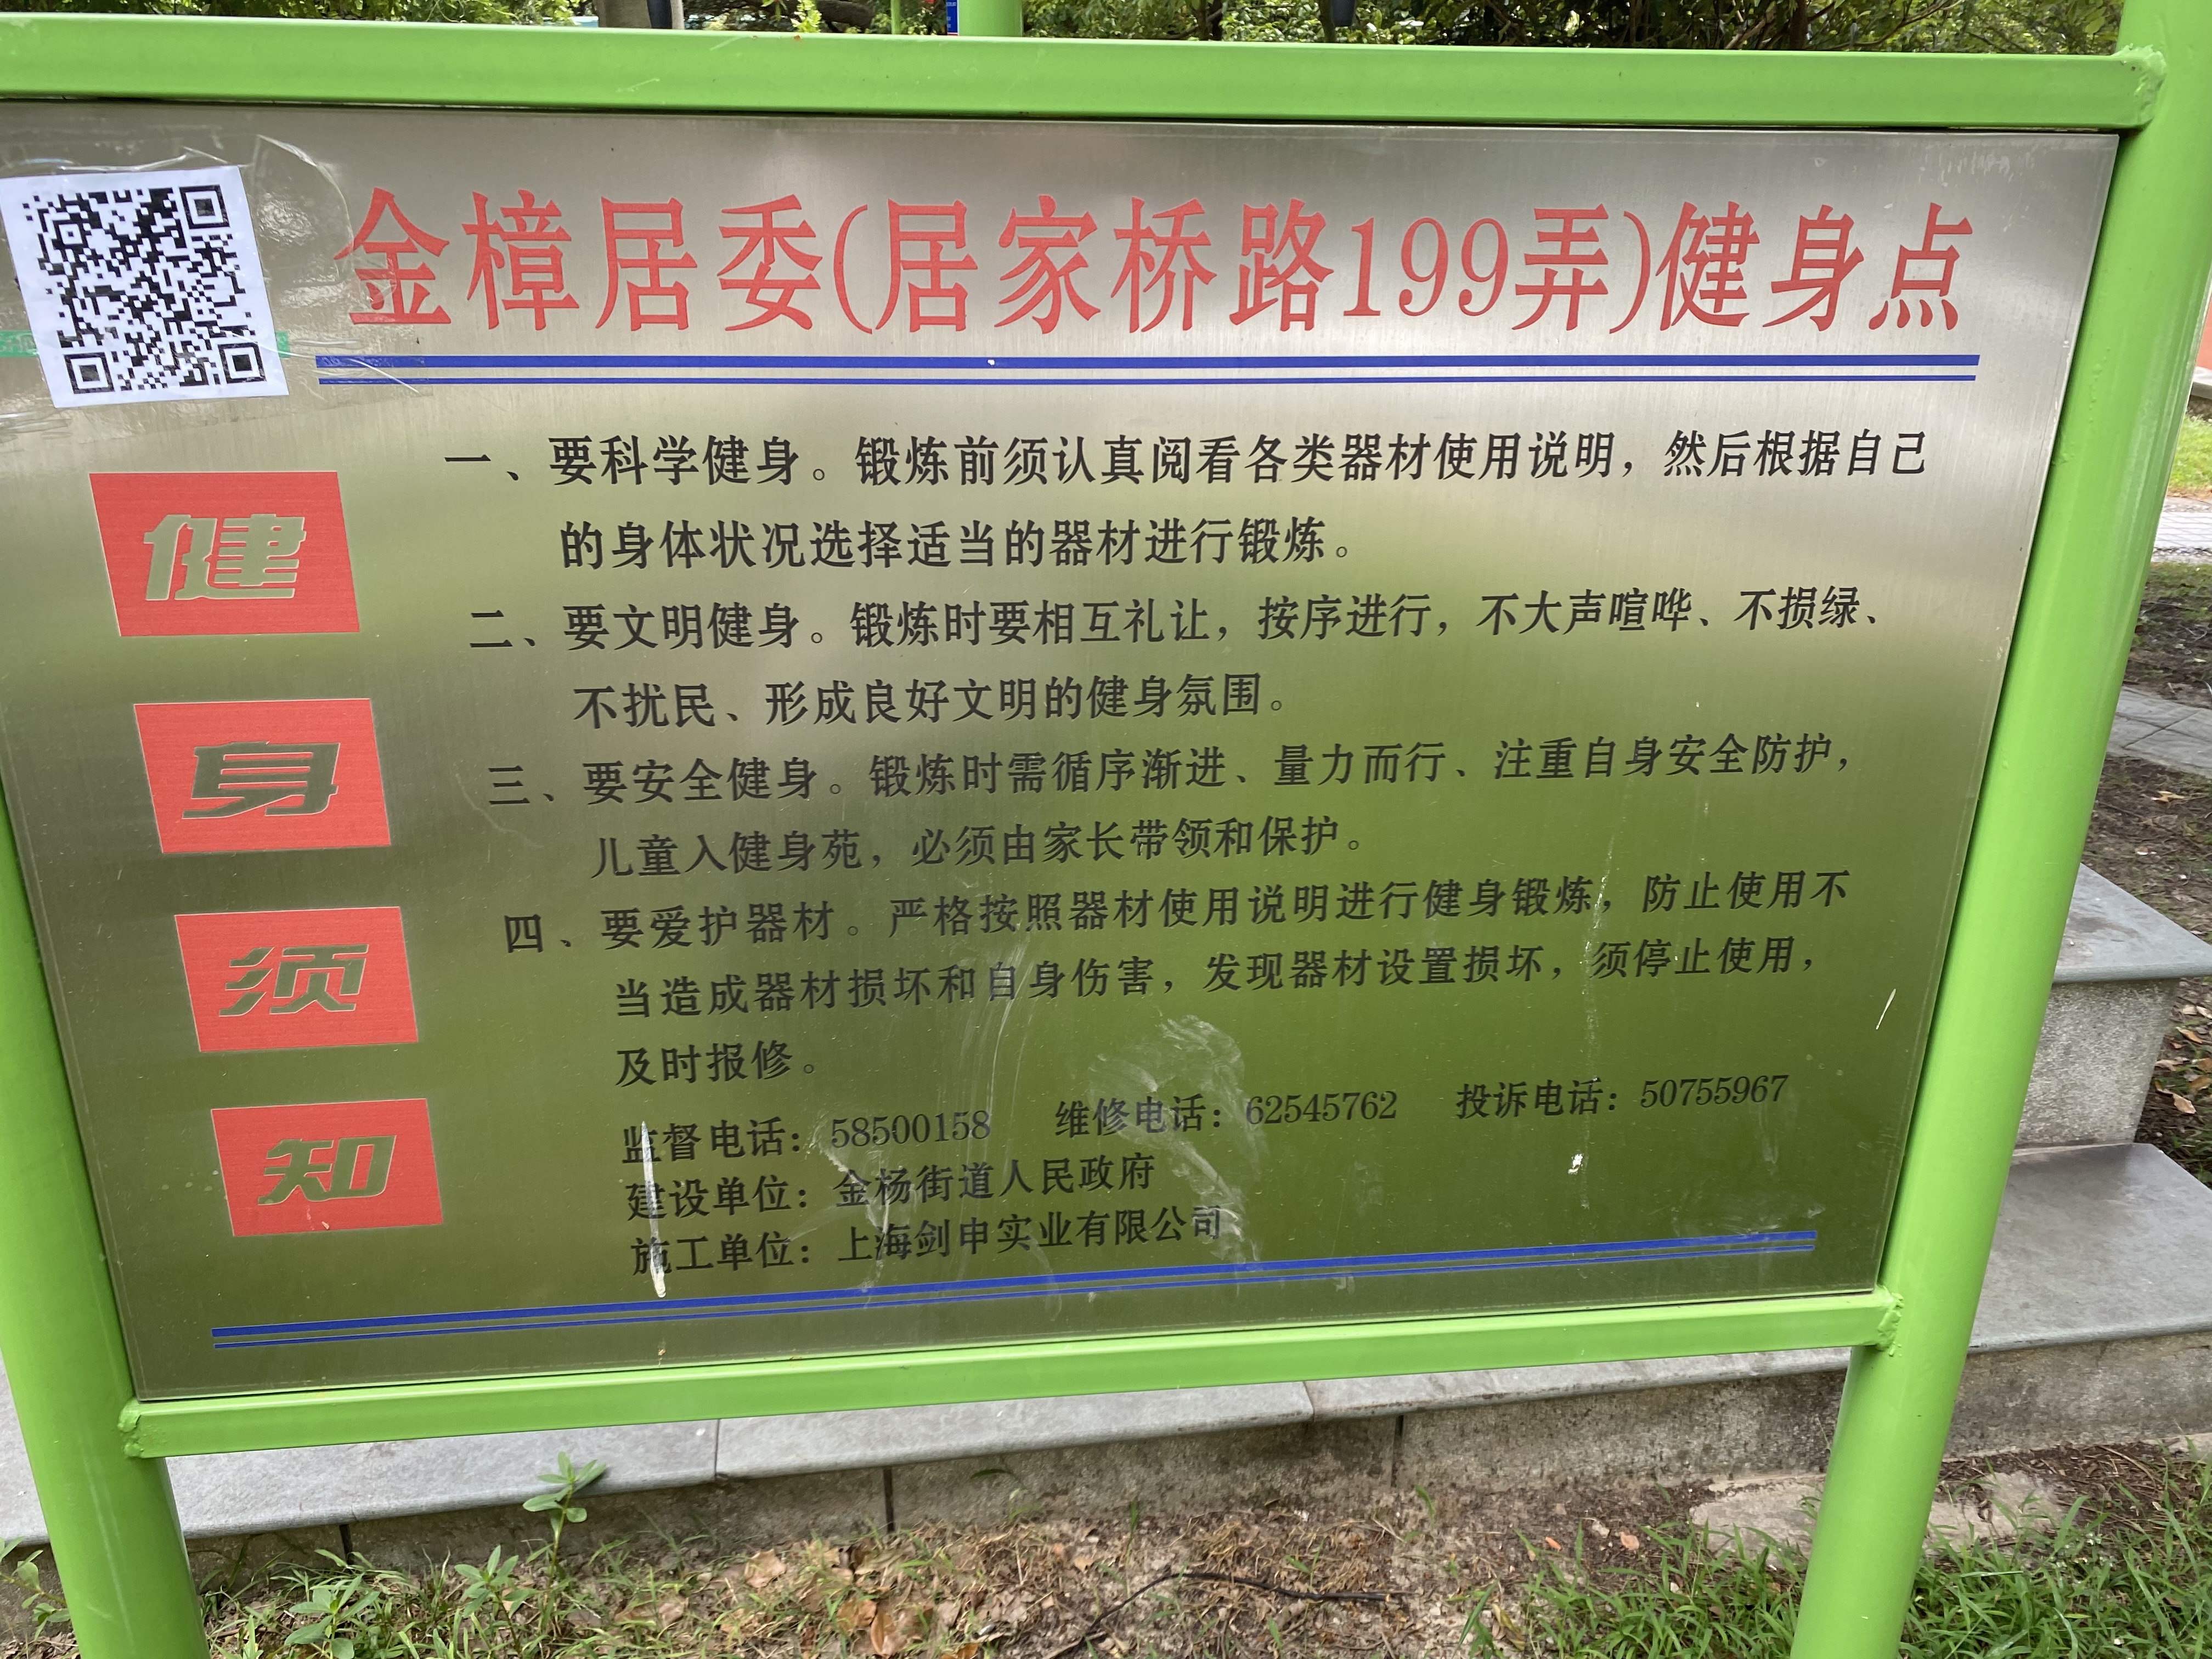 金樟居委(居家桥路199弄)健身点
健
身
须
知
一、要科学健身。锻炼前须认真阅看各类器材使用说明，然后根据自己
的身体状况选择适当的器材进行锻炼。
二、要文明健身。锻炼时要相互礼让，按序进行，不大声喧哗、不损绿、
不扰民、形成良好文明的健身氛围。
三、要安全健身。锻炼时需循序渐进、量力而行、注重自身安全防护，
儿童入健身苑，必须由家长带领和保护。
四、要爱护器材。严格按照器材使用说明进行健身锻炼，防止使用不
当造成器材损坏和自身伤害，发现器材设置损坏，须停止使用，
及时报修。
监督电话：58500158 维修电话：62545762 投诉电话：50755967
建设单位：金杨街道人民政府
施工单位：上海剑申实业有限公司